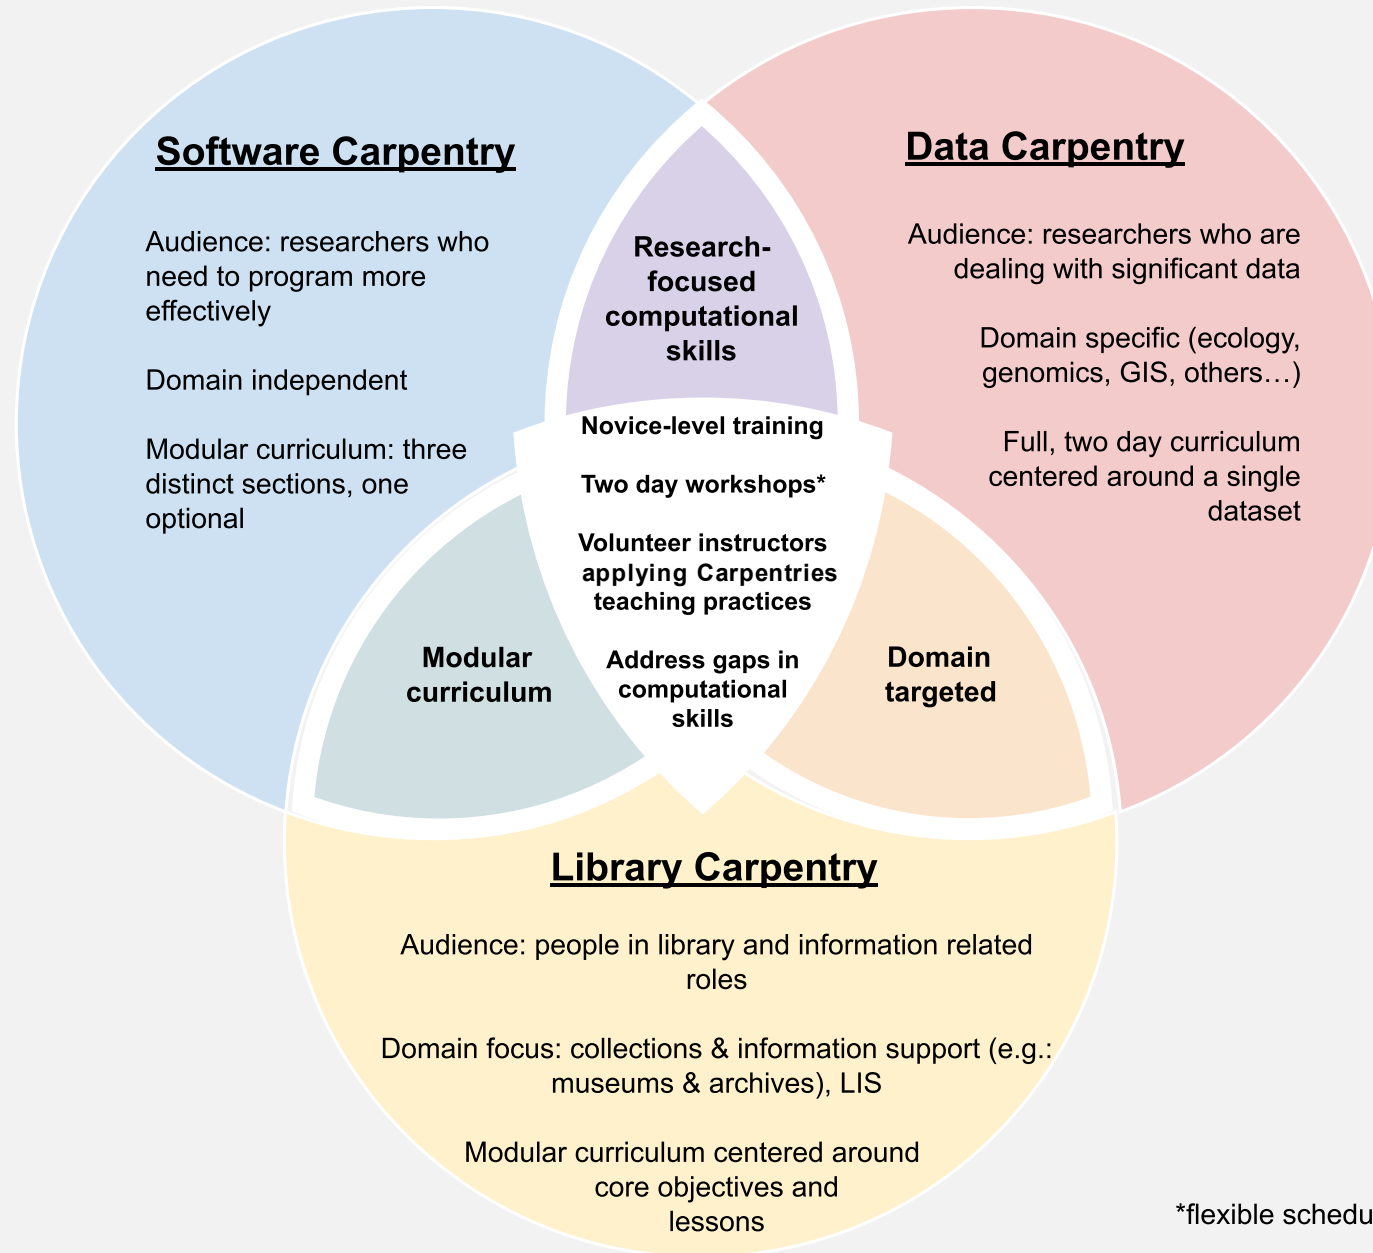 Software Carpentry
Audience: researchers who
need to program more
effectively
Domain independent
Modular curriculum: three
distinct sections, one
optional
Data Carpentry
Audience: researchers who are
dealing with significant data
Domain specific (ecology,
genomics, GIS, others…)
Full, two day curriculum
centered around a single
dataset
Research-
focused
computational
skills
Novice-level training
Two day workshops*
Volunteer instructors
applying Carpentries
teaching practices
Address gaps in
computational
skills
Modular
curriculum
Domain
targeted
Library Carpentry
Audience: people in library and information related
roles
Domain focus: collections & information support (e.g.:
museums & archives), LIS
Modular curriculum centered around
core objectives and
lessons
*flexible